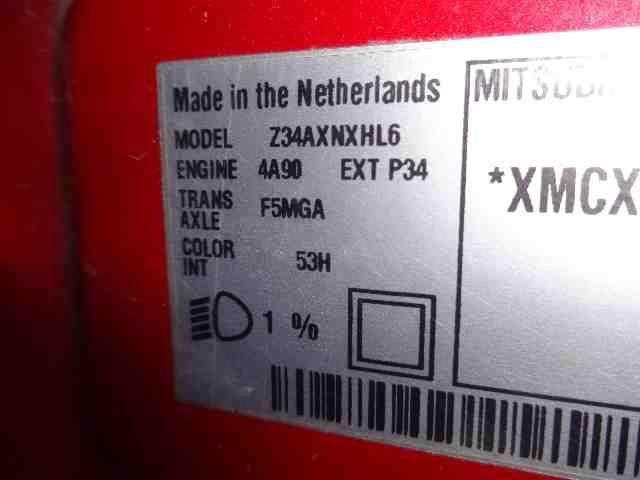 Made in the Netherlands
MODEL Z34AXNXHL6
ENGINE 4A90 EXT P34
TRANS
AXLE F5MGA
COLOR
INT 53H
1 %
*XMCX